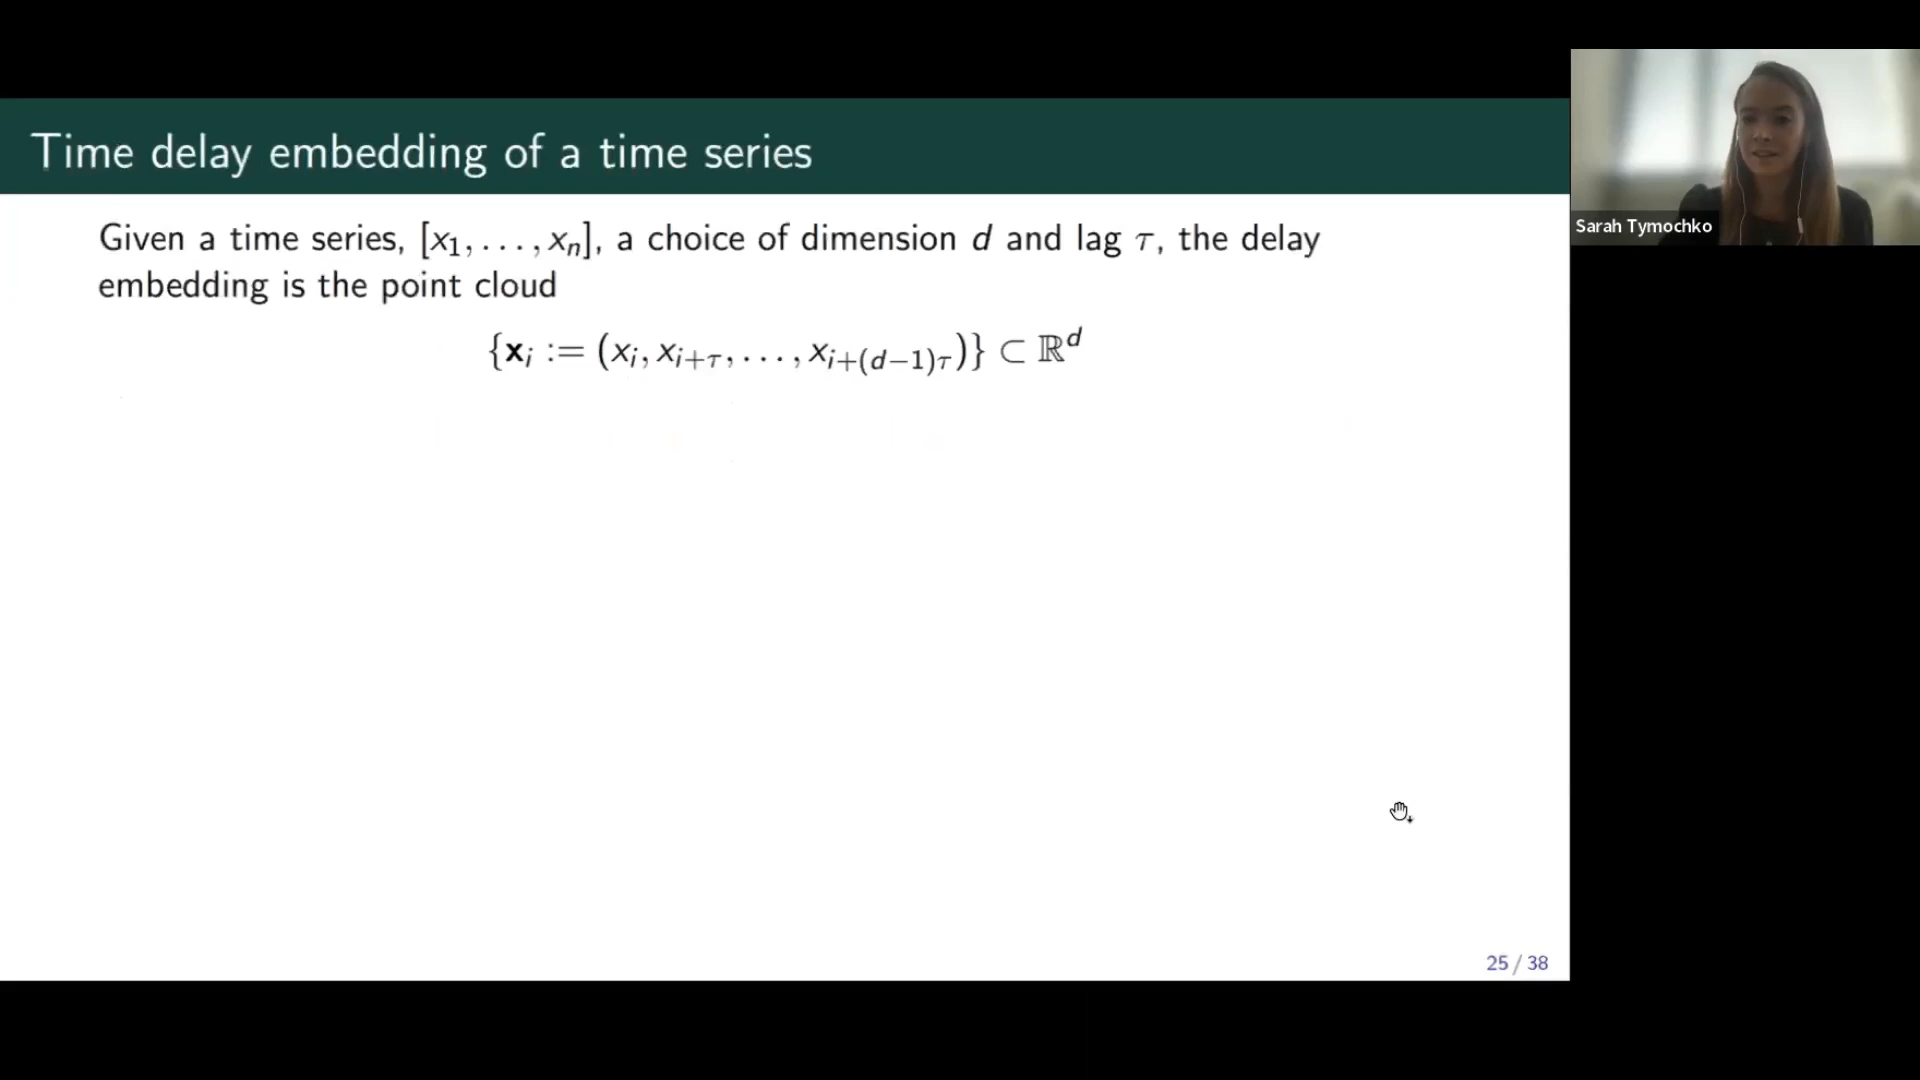 Time delay embedding of a time series
Given a time series, [x₁, . . . , xₙ], a choice of dimension d and lag τ, the delay
embedding is the point cloud
{𝐱ᵢ := (xᵢ, xᵢ₊τ, . . . , xᵢ₊₍d₋₁₎τ)} ⊂ ℝᵈ
25 / 38
Sarah Tymochko